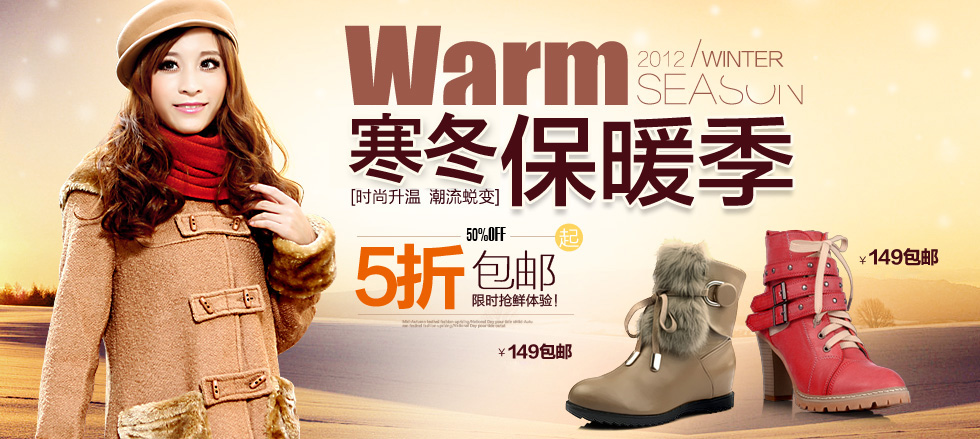 Warm
2012 / WINTER
SEASON
寒冬保暖季
[时尚升温 潮流蜕变]
50%OFF
5折包邮起
限时抢鲜体验!
¥149包邮
¥149包邮